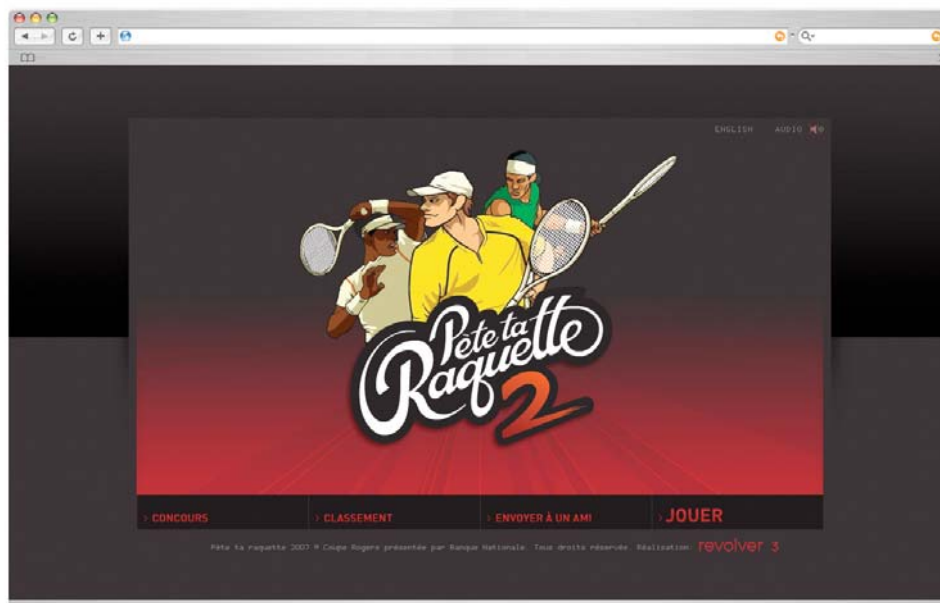 ENGLISH AUDIO
Pète ta
Raquette
2
> CONCOURS > CLASSEMENT > ENVOYER À UN AMI > JOUER
Pète ta raquette 2007 © Coupe Rogers présentée par Banque Nationale. Tous droits réservés. Réalisation: revolver 3